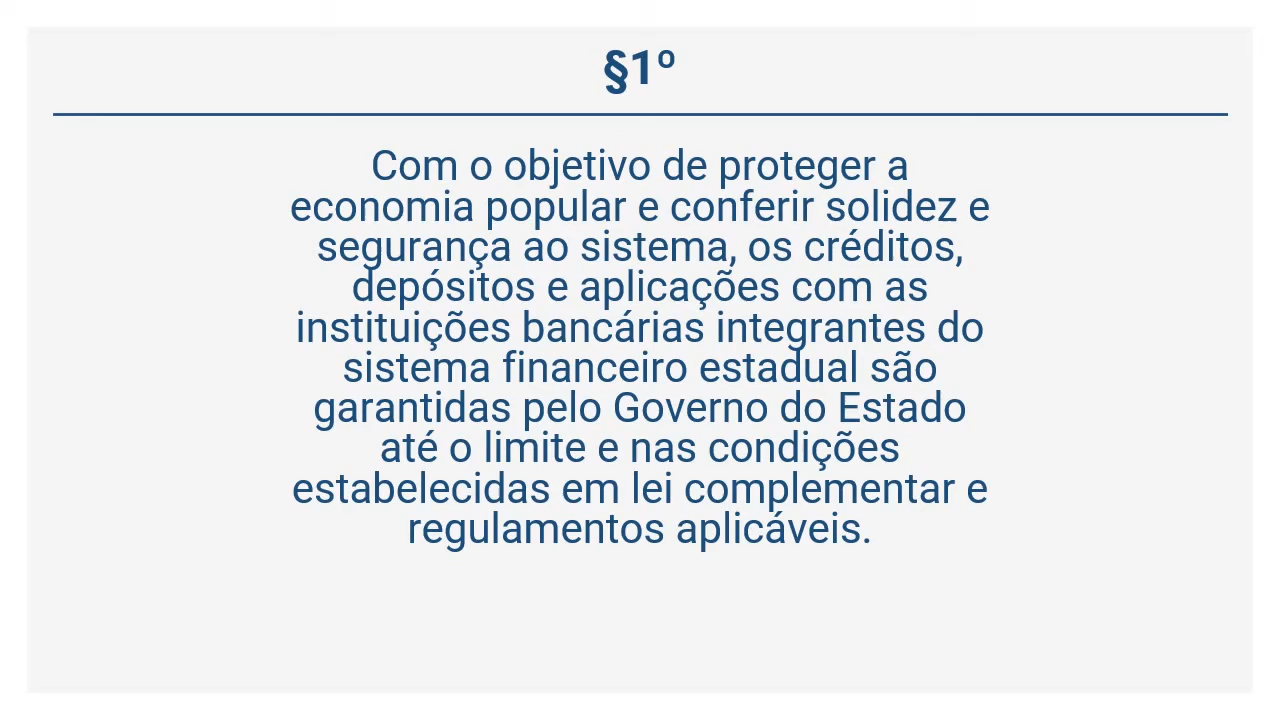 §1º
Com o objetivo de proteger a
economia popular e conferir solidez e
segurança ao sistema, os créditos,
depósitos e aplicações com as
instituições bancárias integrantes do
sistema financeiro estadual são
garantidas pelo Governo do Estado
até o limite e nas condições
estabelecidas em lei complementar e
regulamentos aplicáveis.